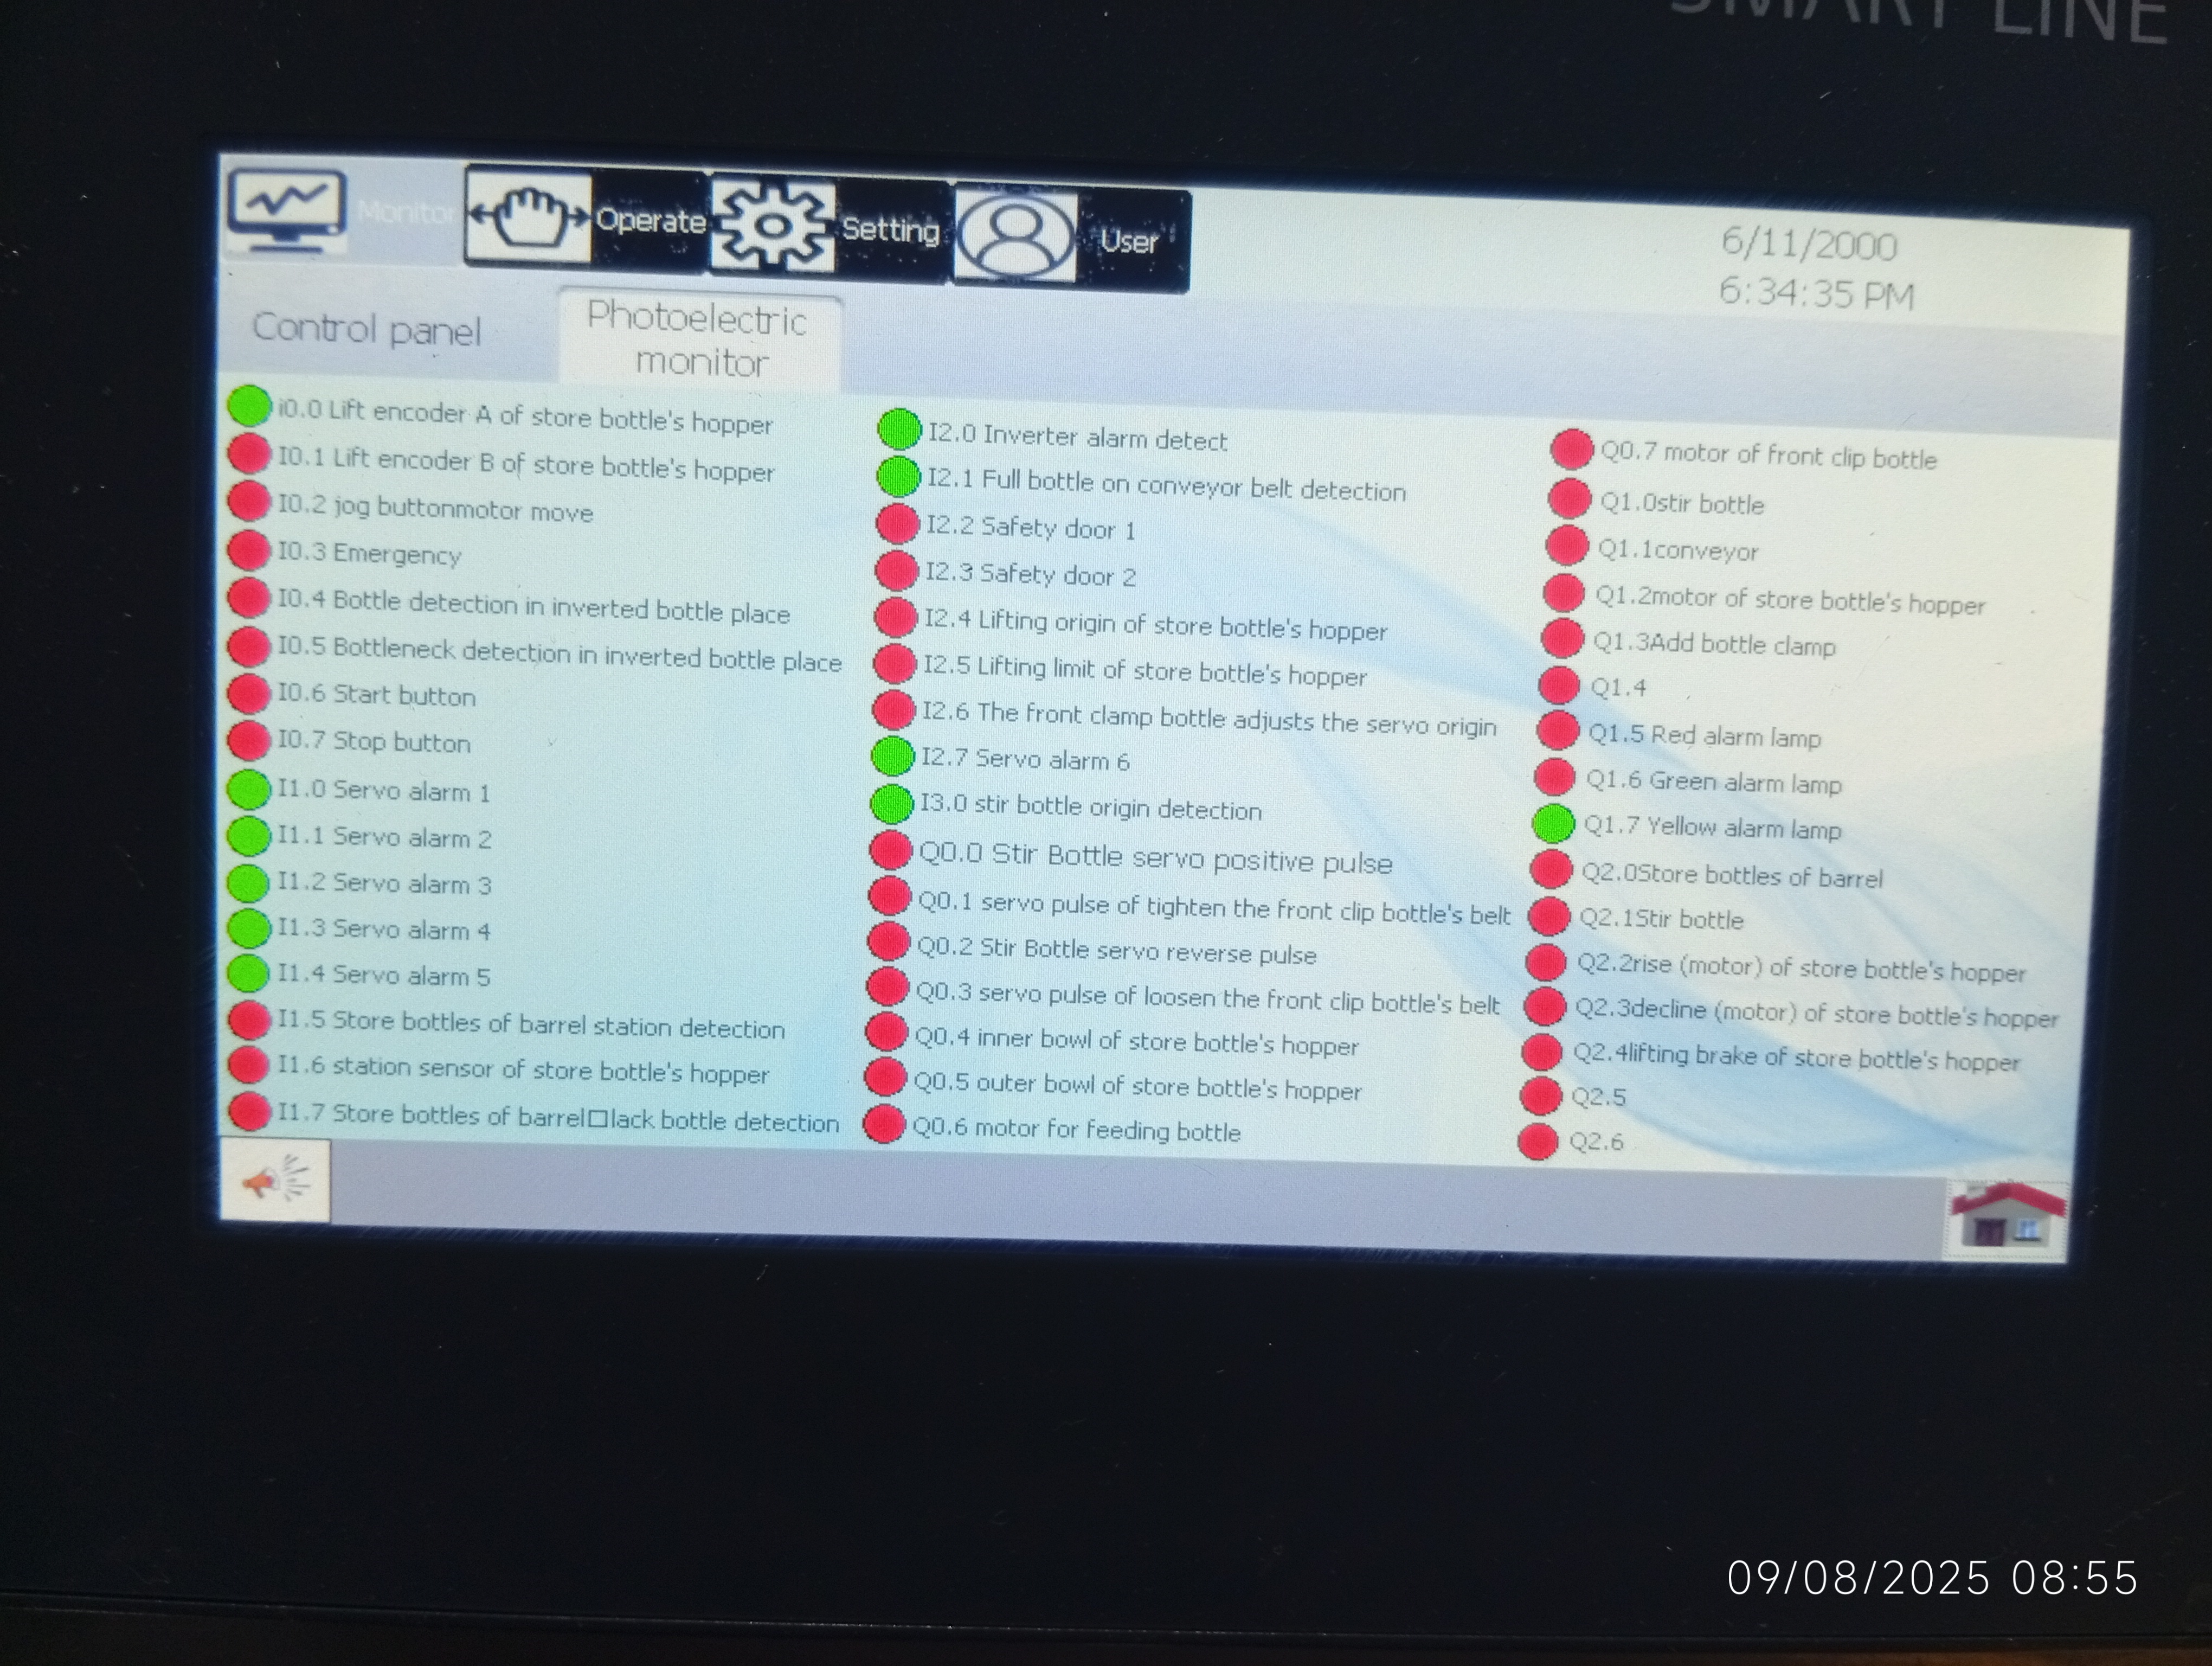 SMART LINE
Monitor
Operate
Setting
User
6/11/2000
6:34:35 PM
Control panel
Photoelectric
monitor
i0.0 Lift encoder A of store bottle's hopper
I0.1 Lift encoder B of store bottle's hopper
I0.2 jog buttonmotor move
I0.3 Emergency
I0.4 Bottle detection in inverted bottle place
I0.5 Bottleneck detection in inverted bottle place
I0.6 Start button
I0.7 Stop button
I1.0 Servo alarm 1
I1.1 Servo alarm 2
I1.2 Servo alarm 3
I1.3 Servo alarm 4
I1.4 Servo alarm 5
I1.5 Store bottles of barrel station detection
I1.6 station sensor of store bottle's hopper
I1.7 Store bottles of barrel□lack bottle detection
I2.0 Inverter alarm detect
I2.1 Full bottle on conveyor belt detection
I2.2 Safety door 1
I2.3 Safety door 2
I2.4 Lifting origin of store bottle's hopper
I2.5 Lifting limit of store bottle's hopper
I2.6 The front clamp bottle adjusts the servo origin
I2.7 Servo alarm 6
I3.0 stir bottle origin detection
Q0.0 Stir Bottle servo positive pulse
Q0.1 servo pulse of tighten the front clip bottle's belt
Q0.2 Stir Bottle servo reverse pulse
Q0.3 servo pulse of loosen the front clip bottle's belt
Q0.4 inner bowl of store bottle's hopper
Q0.5 outer bowl of store bottle's hopper
Q0.6 motor for feeding bottle
Q0.7 motor of front clip bottle
Q1.0stir bottle
Q1.1conveyor
Q1.2motor of store bottle's hopper
Q1.3Add bottle clamp
Q1.4
Q1.5 Red alarm lamp
Q1.6 Green alarm lamp
Q1.7 Yellow alarm lamp
Q2.0Store bottles of barrel
Q2.1Stir bottle
Q2.2rise (motor) of store bottle's hopper
Q2.3decline (motor) of store bottle's hopper
Q2.4lifting brake of store bottle's hopper
Q2.5
Q2.6
09/08/2025 08:55